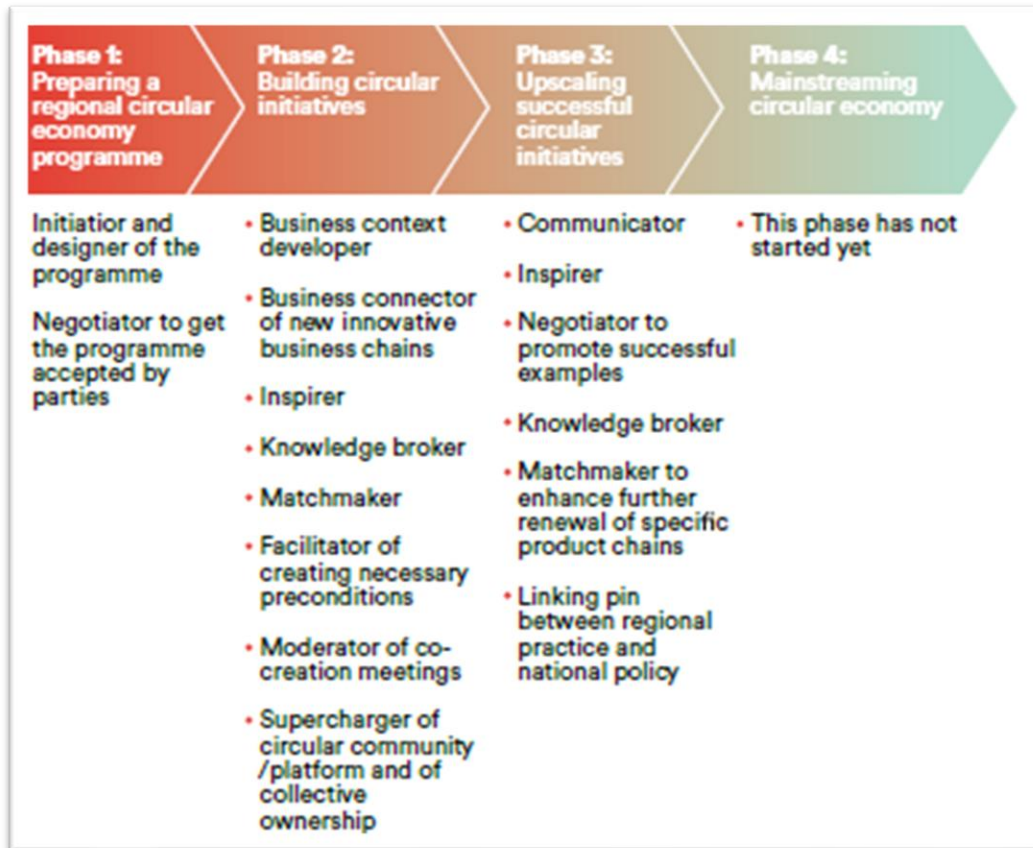 Phase 1:
Preparing a
regional circular
economy
programme
Phase 2:
Building circular
initiatives
Phase 3:
Upscaling
successful
circular
initiatives
Phase 4:
Mainstreaming
circular economy
Initiatior and
designer of the
programme
Negotiator to get
the programme
accepted by
parties
• Business context
developer
• Business connector
of new innovative
business chains
• Inspirer
• Knowledge broker
• Matchmaker
• Facilitator of
creating necessary
preconditions
• Moderator of co-
creation meetings
• Supercharger of
circular community
/platform and of
collective
ownership
• Communicator
• Inspirer
• Negotiator to
promote successful
examples
• Knowledge broker
• Matchmaker to
enhance further
renewal of specific
product chains
• Linking pin
between regional
practice and
national policy
• This phase has not
started yet